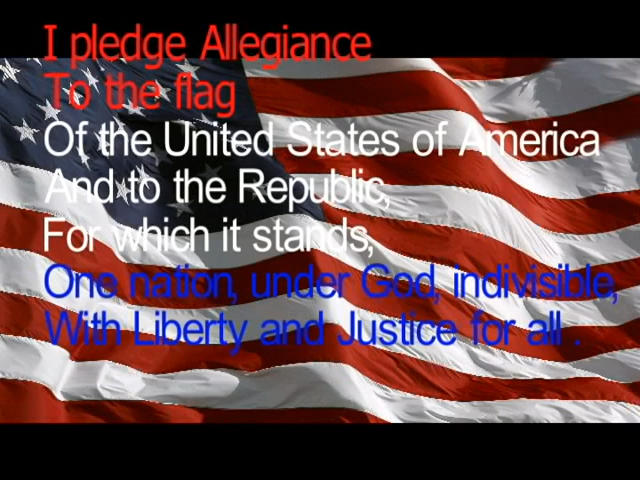 I pledge Allegiance
To the flag
Of the United States of America
And to the Republic,
For which it stands,
One nation, under God, indivisible,
With Liberty and Justice for all .